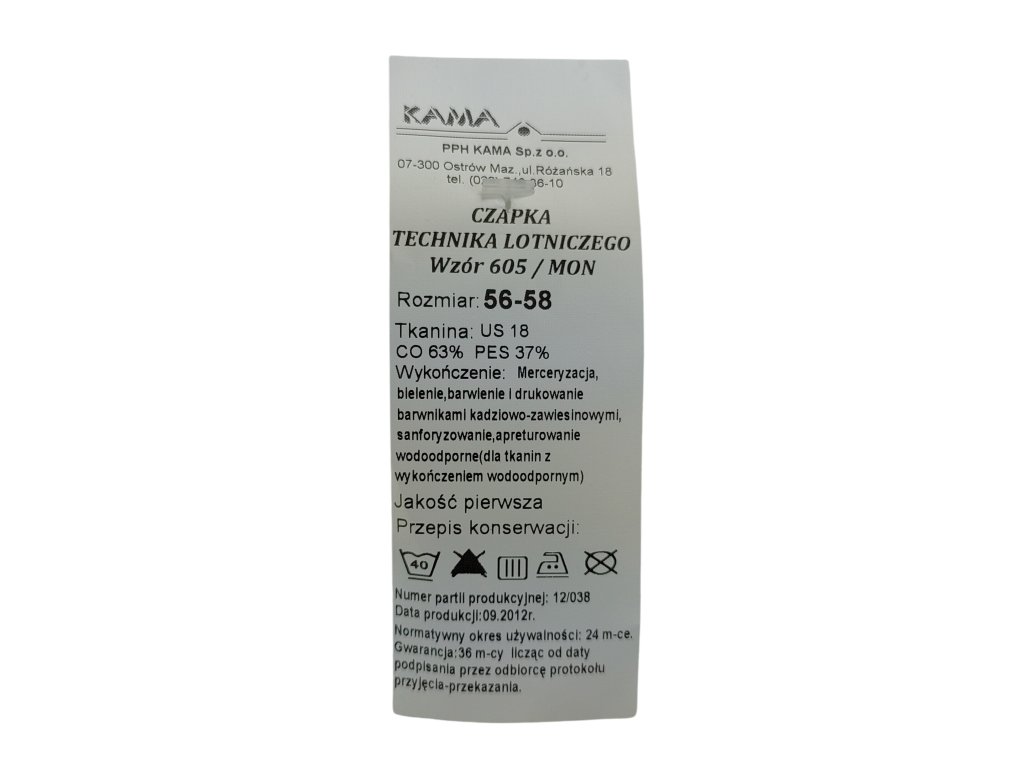 KAMA
PPH KAMA Sp.z o.o.
07-300 Ostrów Maz.,ul.Różańska 18
tel. 36-10
CZAPKA
TECHNIKA LOTNICZEGO
Wzór 605 / MON
Rozmiar: 56-58
Tkanina: US 18
CO 63% PES 37%
Wykończenie: Merceryzacja,
bielenie,barwienie i drukowanie
barwnikami kadziowo-zawiesinowymi,
sanforyzowanie,apreturowanie
wodoodporne(dla tkanin z
wykończeniem wodoodpornym)
Jakość pierwsza
Przepis konserwacji:
40
Numer partii produkcyjnej: 12/038
Data produkcji:09.2012r.
Normatywny okres używalności: 24 m-ce.
Gwarancja:36 m-cy licząc od daty
podpisania przez odbiorcę protokołu
przyjęcia-przekazania.